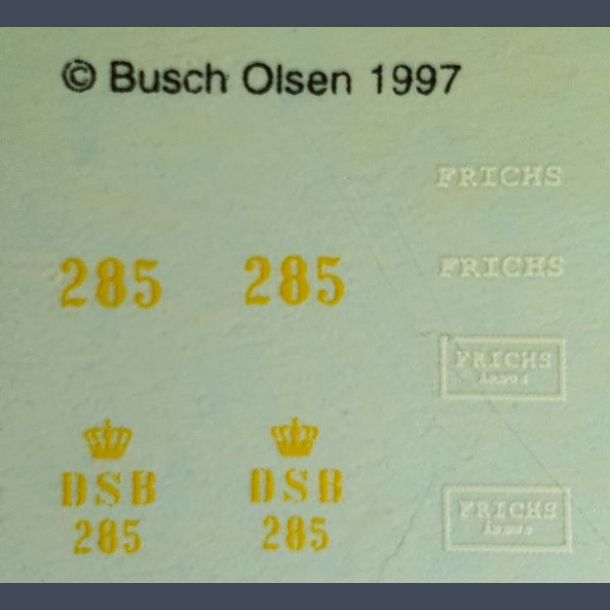 © Busch Olsen 1997
FRICHS
285 285
FRICHS
FRICHS
DSB DSB
285 285
FRICHS